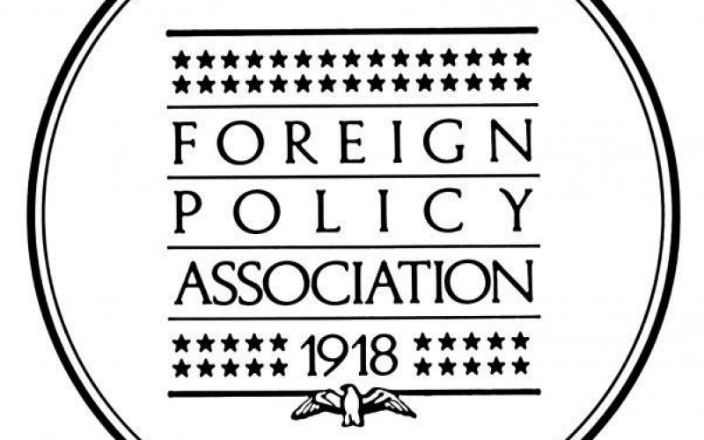 FOREIGN
POLICY
ASSOCIATION
1918